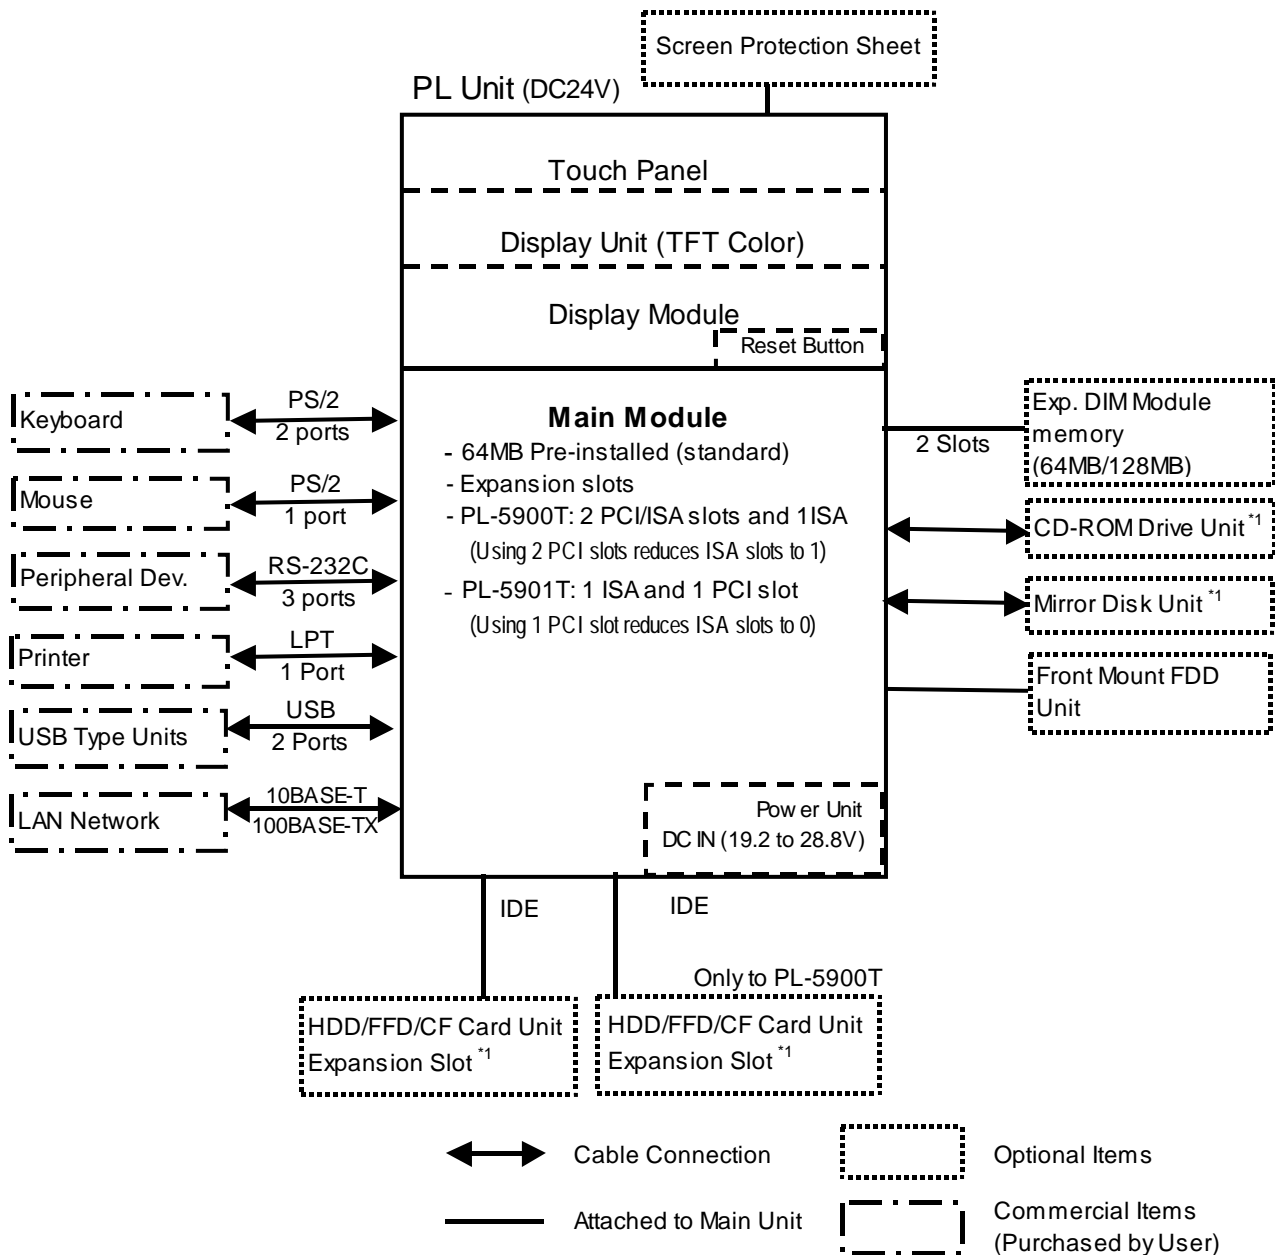 Screen Protection Sheet
PL Unit (DC24V)
Touch Panel
Display Unit (TFT Color)
Display Module
Reset Button
Keyboard
PS/2
2 ports
Mouse
PS/2
1 port
Peripheral Dev.
RS-232C
3 ports
Printer
LPT
1 Port
USB Type Units
USB
2 Ports
LAN Network
10BASE-T
100BASE-TX
Main Module
- 64MB Pre-installed (standard)
- Expansion slots
- PL-5900T: 2 PCI/ISA slots and 1ISA
(Using 2 PCI slots reduces ISA slots to 1)
- PL-5901T: 1 ISA and 1 PCI slot
(Using 1 PCI slot reduces ISA slots to 0)
Power Unit
DC IN (19.2 to 28.8V)
2 Slots
Exp. DIM Module
memory
(64MB/128MB)
CD-ROM Drive Unit *1
Mirror Disk Unit *1
Front Mount FDD
Unit
IDE
IDE
Only to PL-5900T
HDD/FFD/CF Card Unit
Expansion Slot *1
HDD/FFD/CF Card Unit
Expansion Slot *1
Cable Connection
Optional Items
Attached to Main Unit
Commercial Items
(Purchased by User)